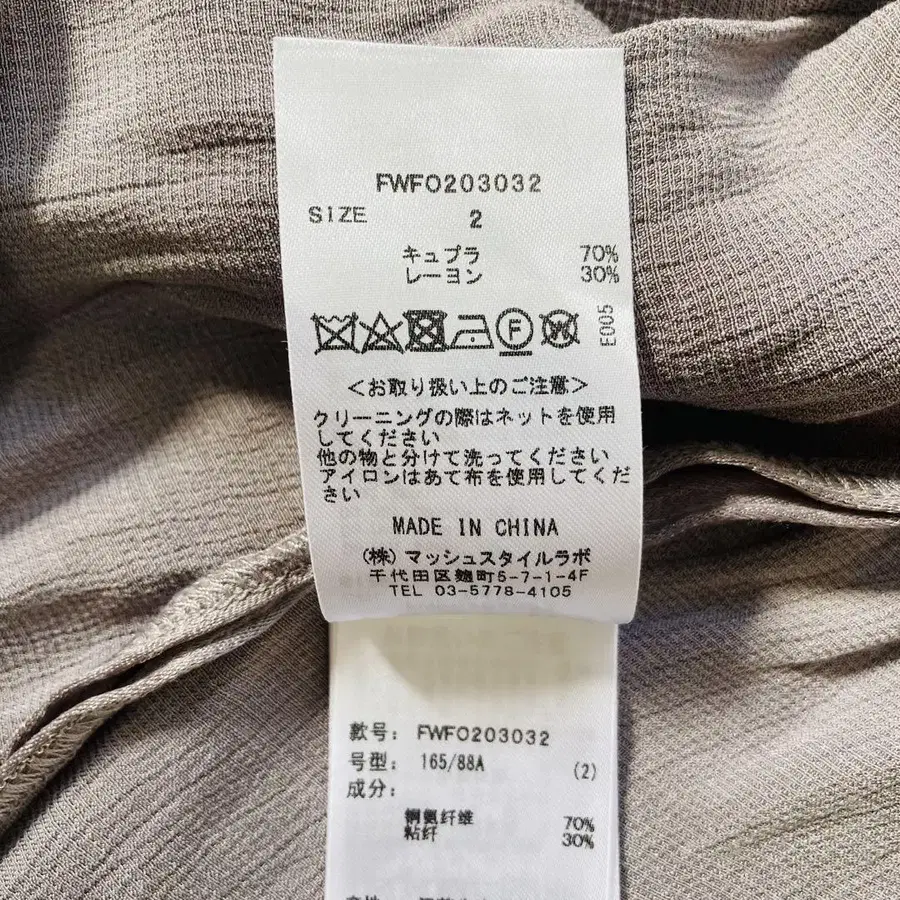 FWFO203032
SIZE 2
キュプラ 70%
レーヨン 30%
F W
E005
<お取り扱い上のご注意>
クリーニングの際はネットを使用
してください
他の物と分けて洗ってください
アイロンはあて布を使用してくだ
さい
MADE IN CHINA
(株)マッシュスタイルラボ
千代田区麹町5-7-1-4F
TEL 03-5778-4105
款号: FWFO203032
号型: 165/88A (2)
成分:
铜氨纤维 70%
粘纤 30%